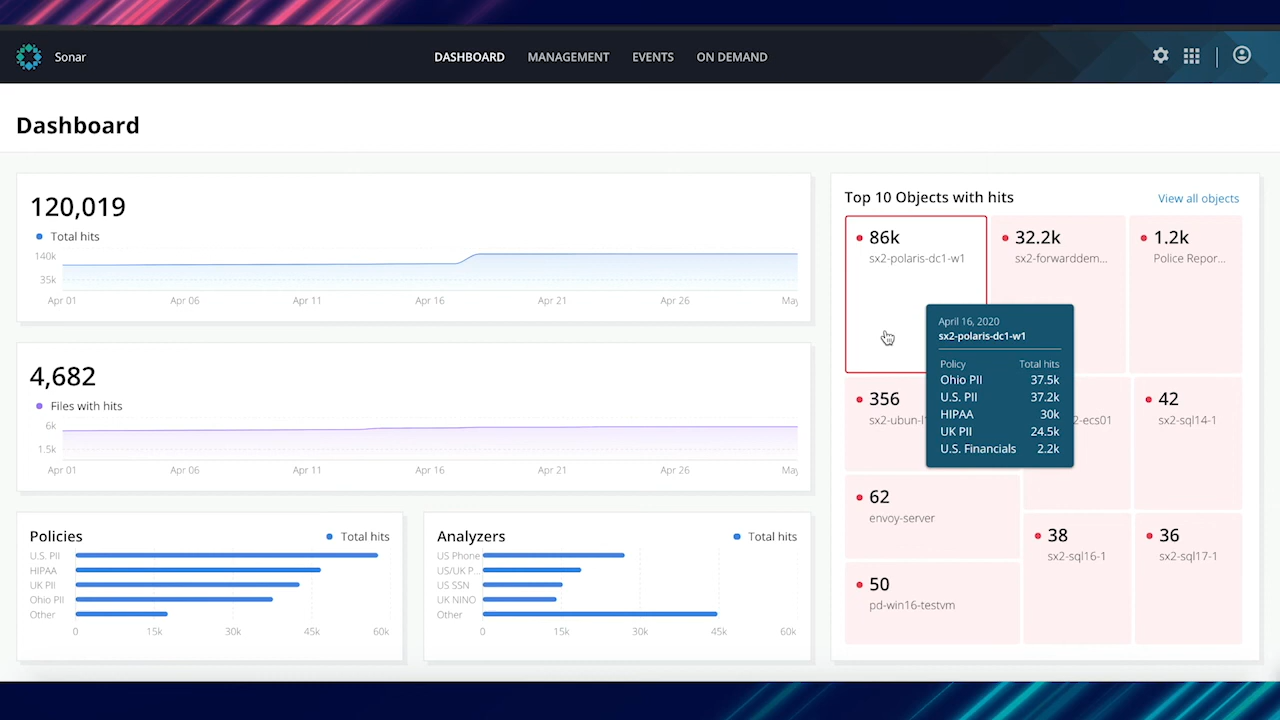 Sonar
DASHBOARD MANAGEMENT EVENTS ON DEMAND
Dashboard
120,019
Total hits
140k
35k
Apr 01 Apr 06 Apr 11 Apr 16 Apr 21 Apr 26 May
4,682
Files with hits
6k
1.5k
Apr 01 Apr 06 Apr 11 Apr 16 Apr 21 Apr 26 May
Policies Total hits
U.S. PII
HIPAA
UK PII
Ohio PII
Other
0 15k 30k 45k 60k
Analyzers Total hits
US Phone
US/UK P...
US SSN
UK NINO
Other
0 15k 30k 45k 60k
Top 10 Objects with hits View all objects
86k
sx2-polaris-dc1-w1
32.2k
sx2-forwarddem...
1.2k
Police Repor...
April 16, 2020
sx2-polaris-dc1-w1
Policy Total hits
Ohio PII 37.5k
U.S. PII 37.2k
HIPAA 30k
UK PII 24.5k
U.S. Financials 2.2k
356
sx2-ubun-l
2-ecs01
42
sx2-sql14-1
62
envoy-server
50
pd-win16-testvm
38
sx2-sql16-1
36
sx2-sql17-1